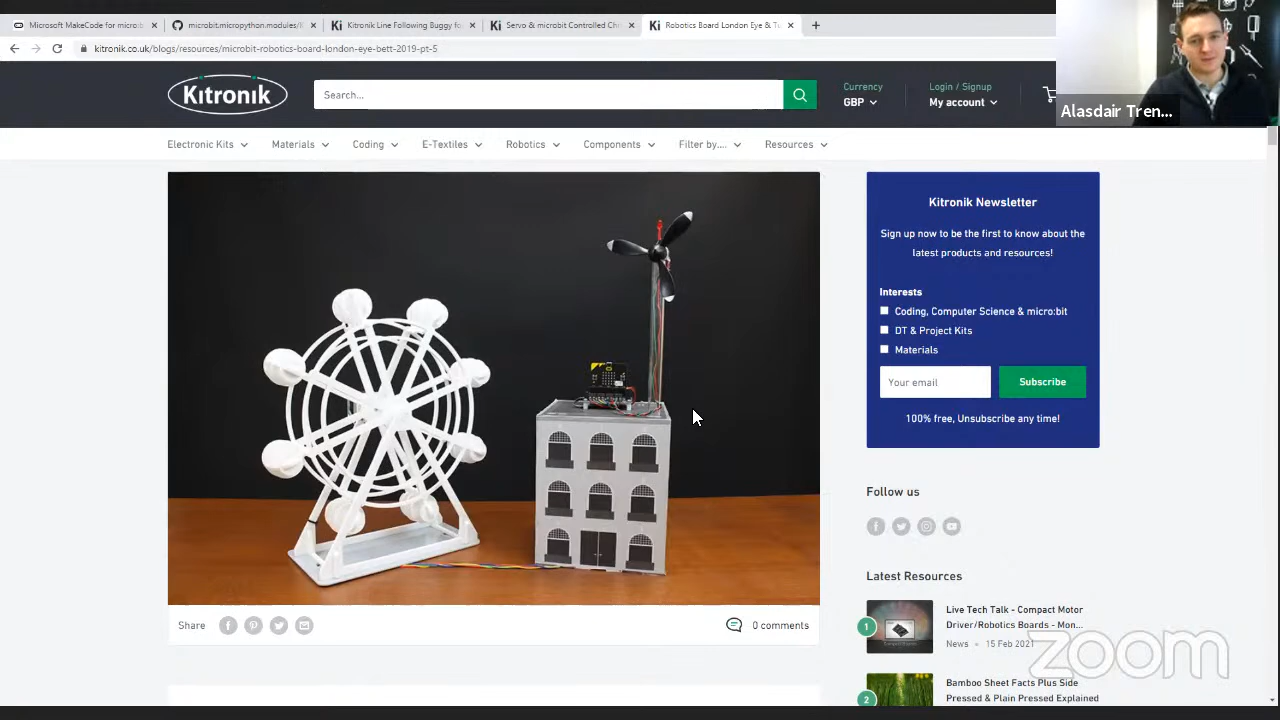 Microsoft MakeCode for micro:b
microbit.micropython.modules/K
Kitronik Line Following Buggy fo
Servo & microbit Controlled Ch
Robotics Board London Eye & Tu
kitronik.co.uk/blogs/resources/microbit-robotics-board-london-eye-bett-2019-pt-5
Kitronik
Search...
Currency
GBP
Login / Signup
My account
Alasdair Tren...
Electronic Kits
Materials
Coding
E-Textiles
Robotics
Components
Filter by....
Resources
Kitronik Newsletter
Sign up now to be the first to know about the
latest products and resources!
Interests
Coding, Computer Science & micro:bit
DT & Project Kits
Materials
Your email
Subscribe
100% free, Unsubscribe any time!
Follow us
Latest Resources
1
Live Tech Talk - Compact Motor
Driver/Robotics Boards - Mon...
News
15 Feb 2021
2
Bamboo Sheet Facts Plus Side
Pressed & Plain Pressed Explained
Share
0 comments
zoom